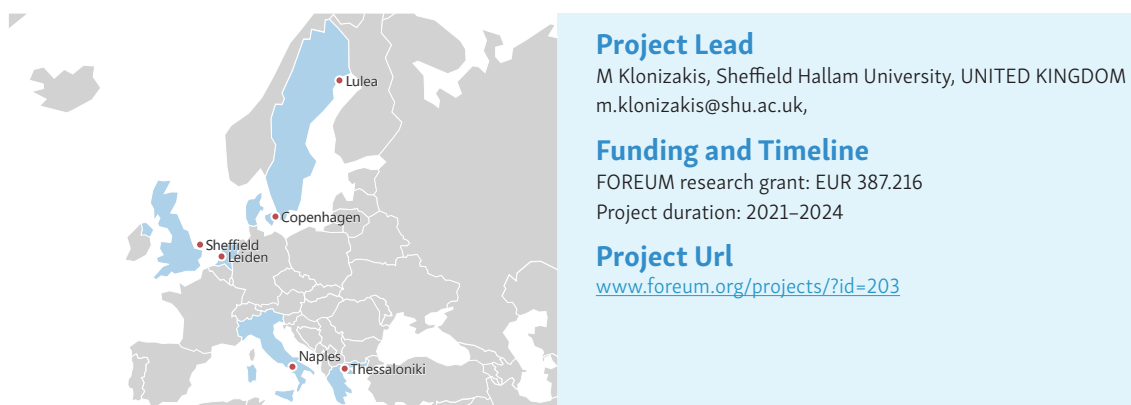 Lulea
Copenhagen
Sheffield
Leiden
Naples
Thessaloniki
Project Lead
M Klonizakis, Sheffield Hallam University, UNITED KINGDOM
m.klonizakis@shu.ac.uk,
Funding and Timeline
FOREUM research grant: EUR 387.216
Project duration: 2021–2024
Project Url
www.foreum.org/projects/?id=203